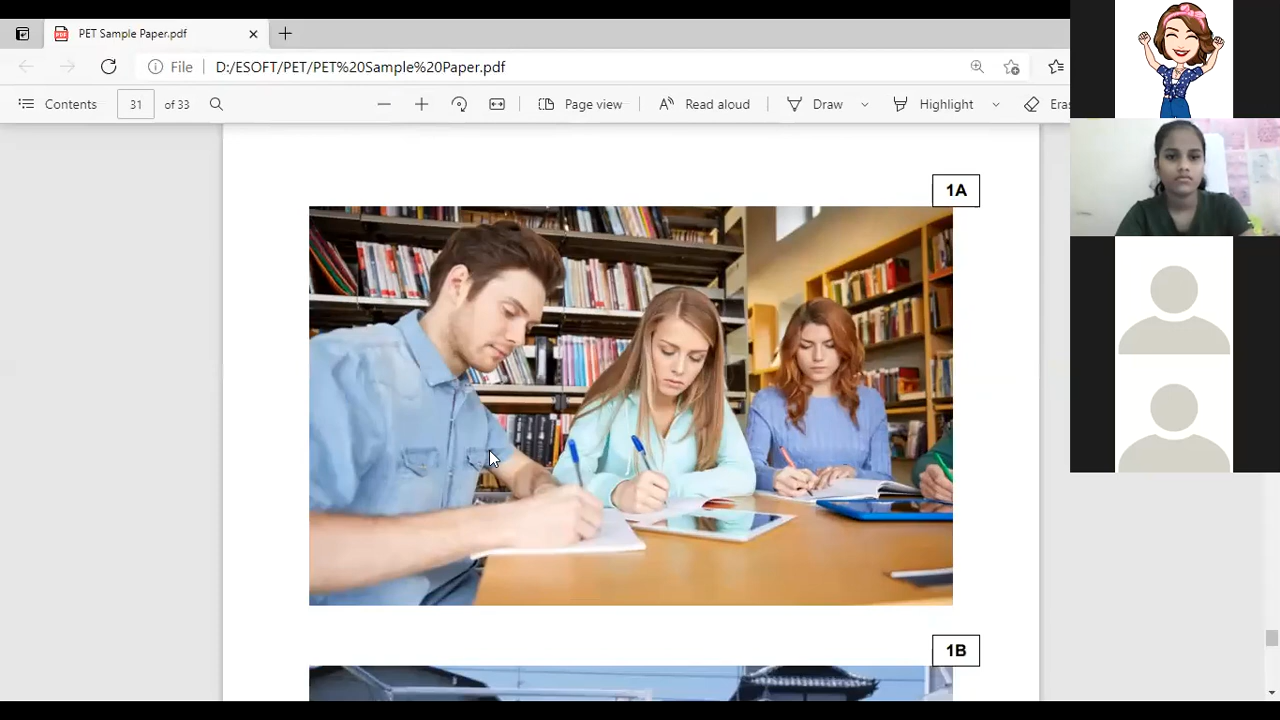 PET Sample Paper.pdf
File
D:/ESOFT/PET/PET%20Sample%20Paper.pdf
Contents
31
of 33
Page view
Read aloud
Draw
Highlight
Eras
1A
1B